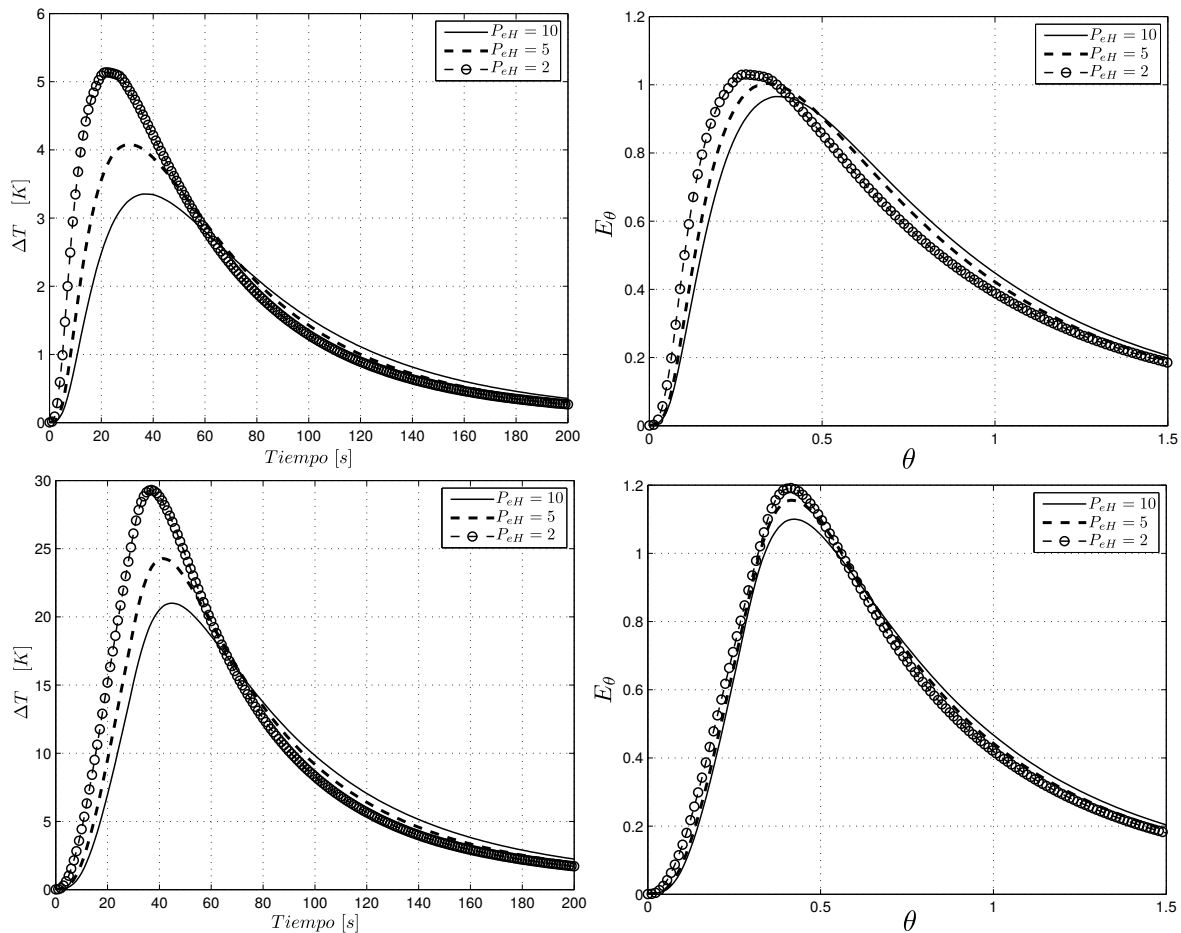 6
5
4
3
2
1
0
0 20 40 60 80 100 120 140 160 180 200
ΔT [K]
Tiempo [s]
P_eH = 10
P_eH = 5
P_eH = 2
1.2
1
0.8
0.6
0.4
0.2
0
0 0.5 1 1.5
E_θ
θ
P_eH = 10
P_eH = 5
P_eH = 2
30
25
20
15
10
5
0
0 20 40 60 80 100 120 140 160 180 200
ΔT [K]
Tiempo [s]
P_eH = 10
P_eH = 5
P_eH = 2
1.2
1
0.8
0.6
0.4
0.2
0
0 0.5 1 1.5
E_θ
θ
P_eH = 10
P_eH = 5
P_eH = 2